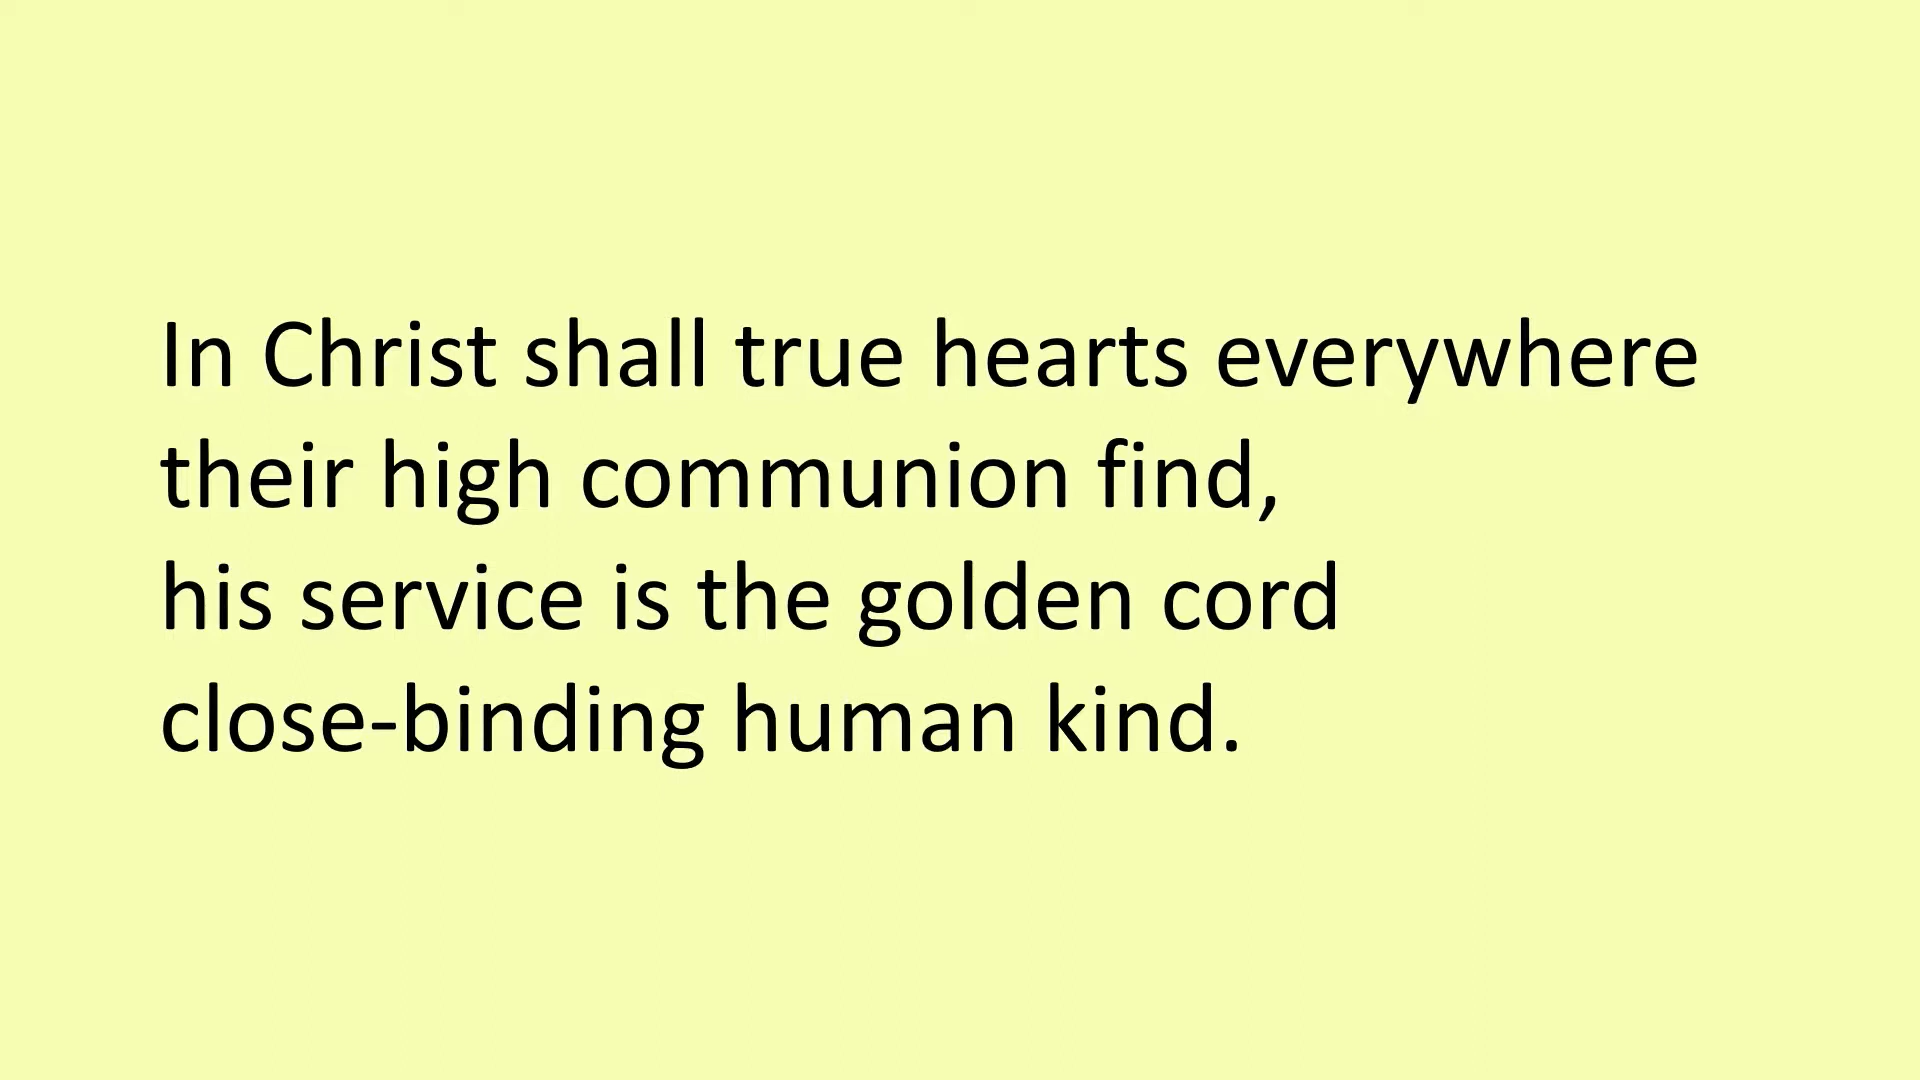 In Christ shall true hearts everywhere
their high communion find,
his service is the golden cord
close-binding human kind.